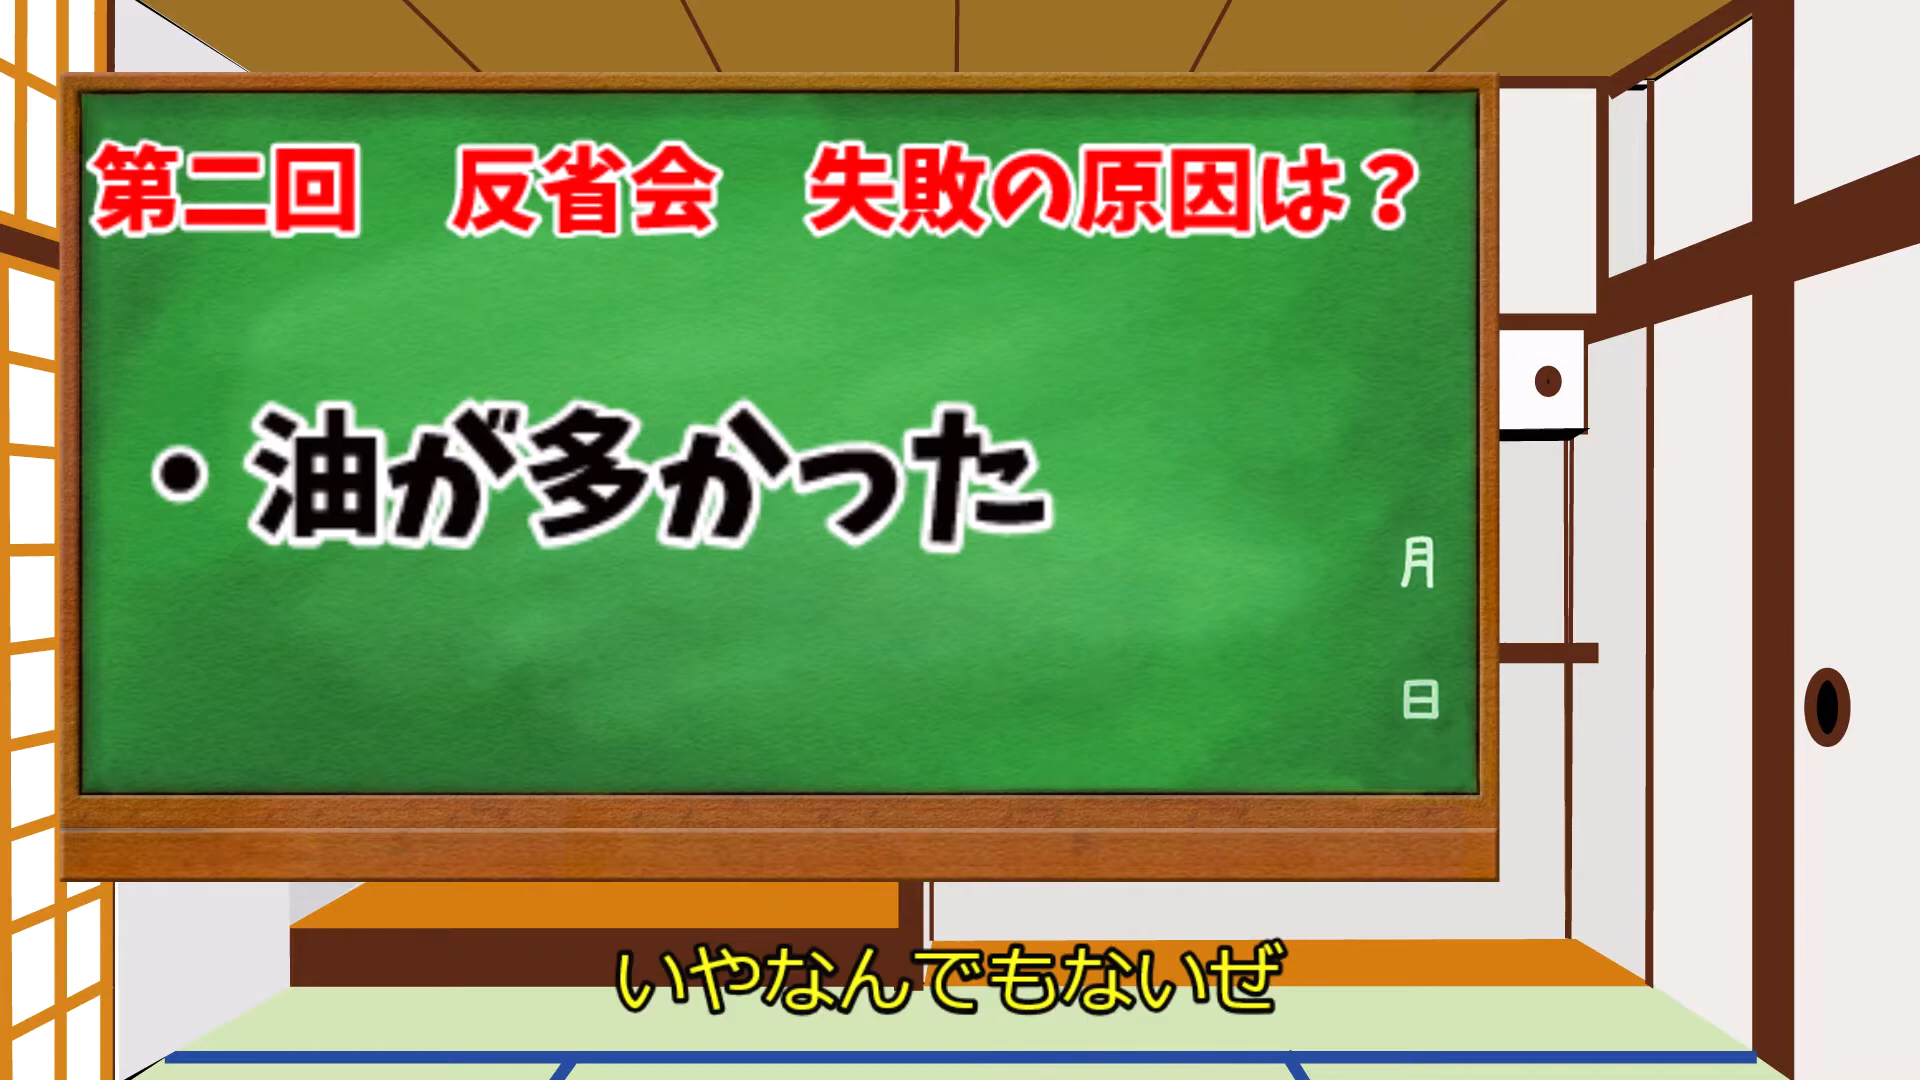 第二回　反省会　失敗の原因は？
・油が多かった
月
日
いやなんでもないぜ